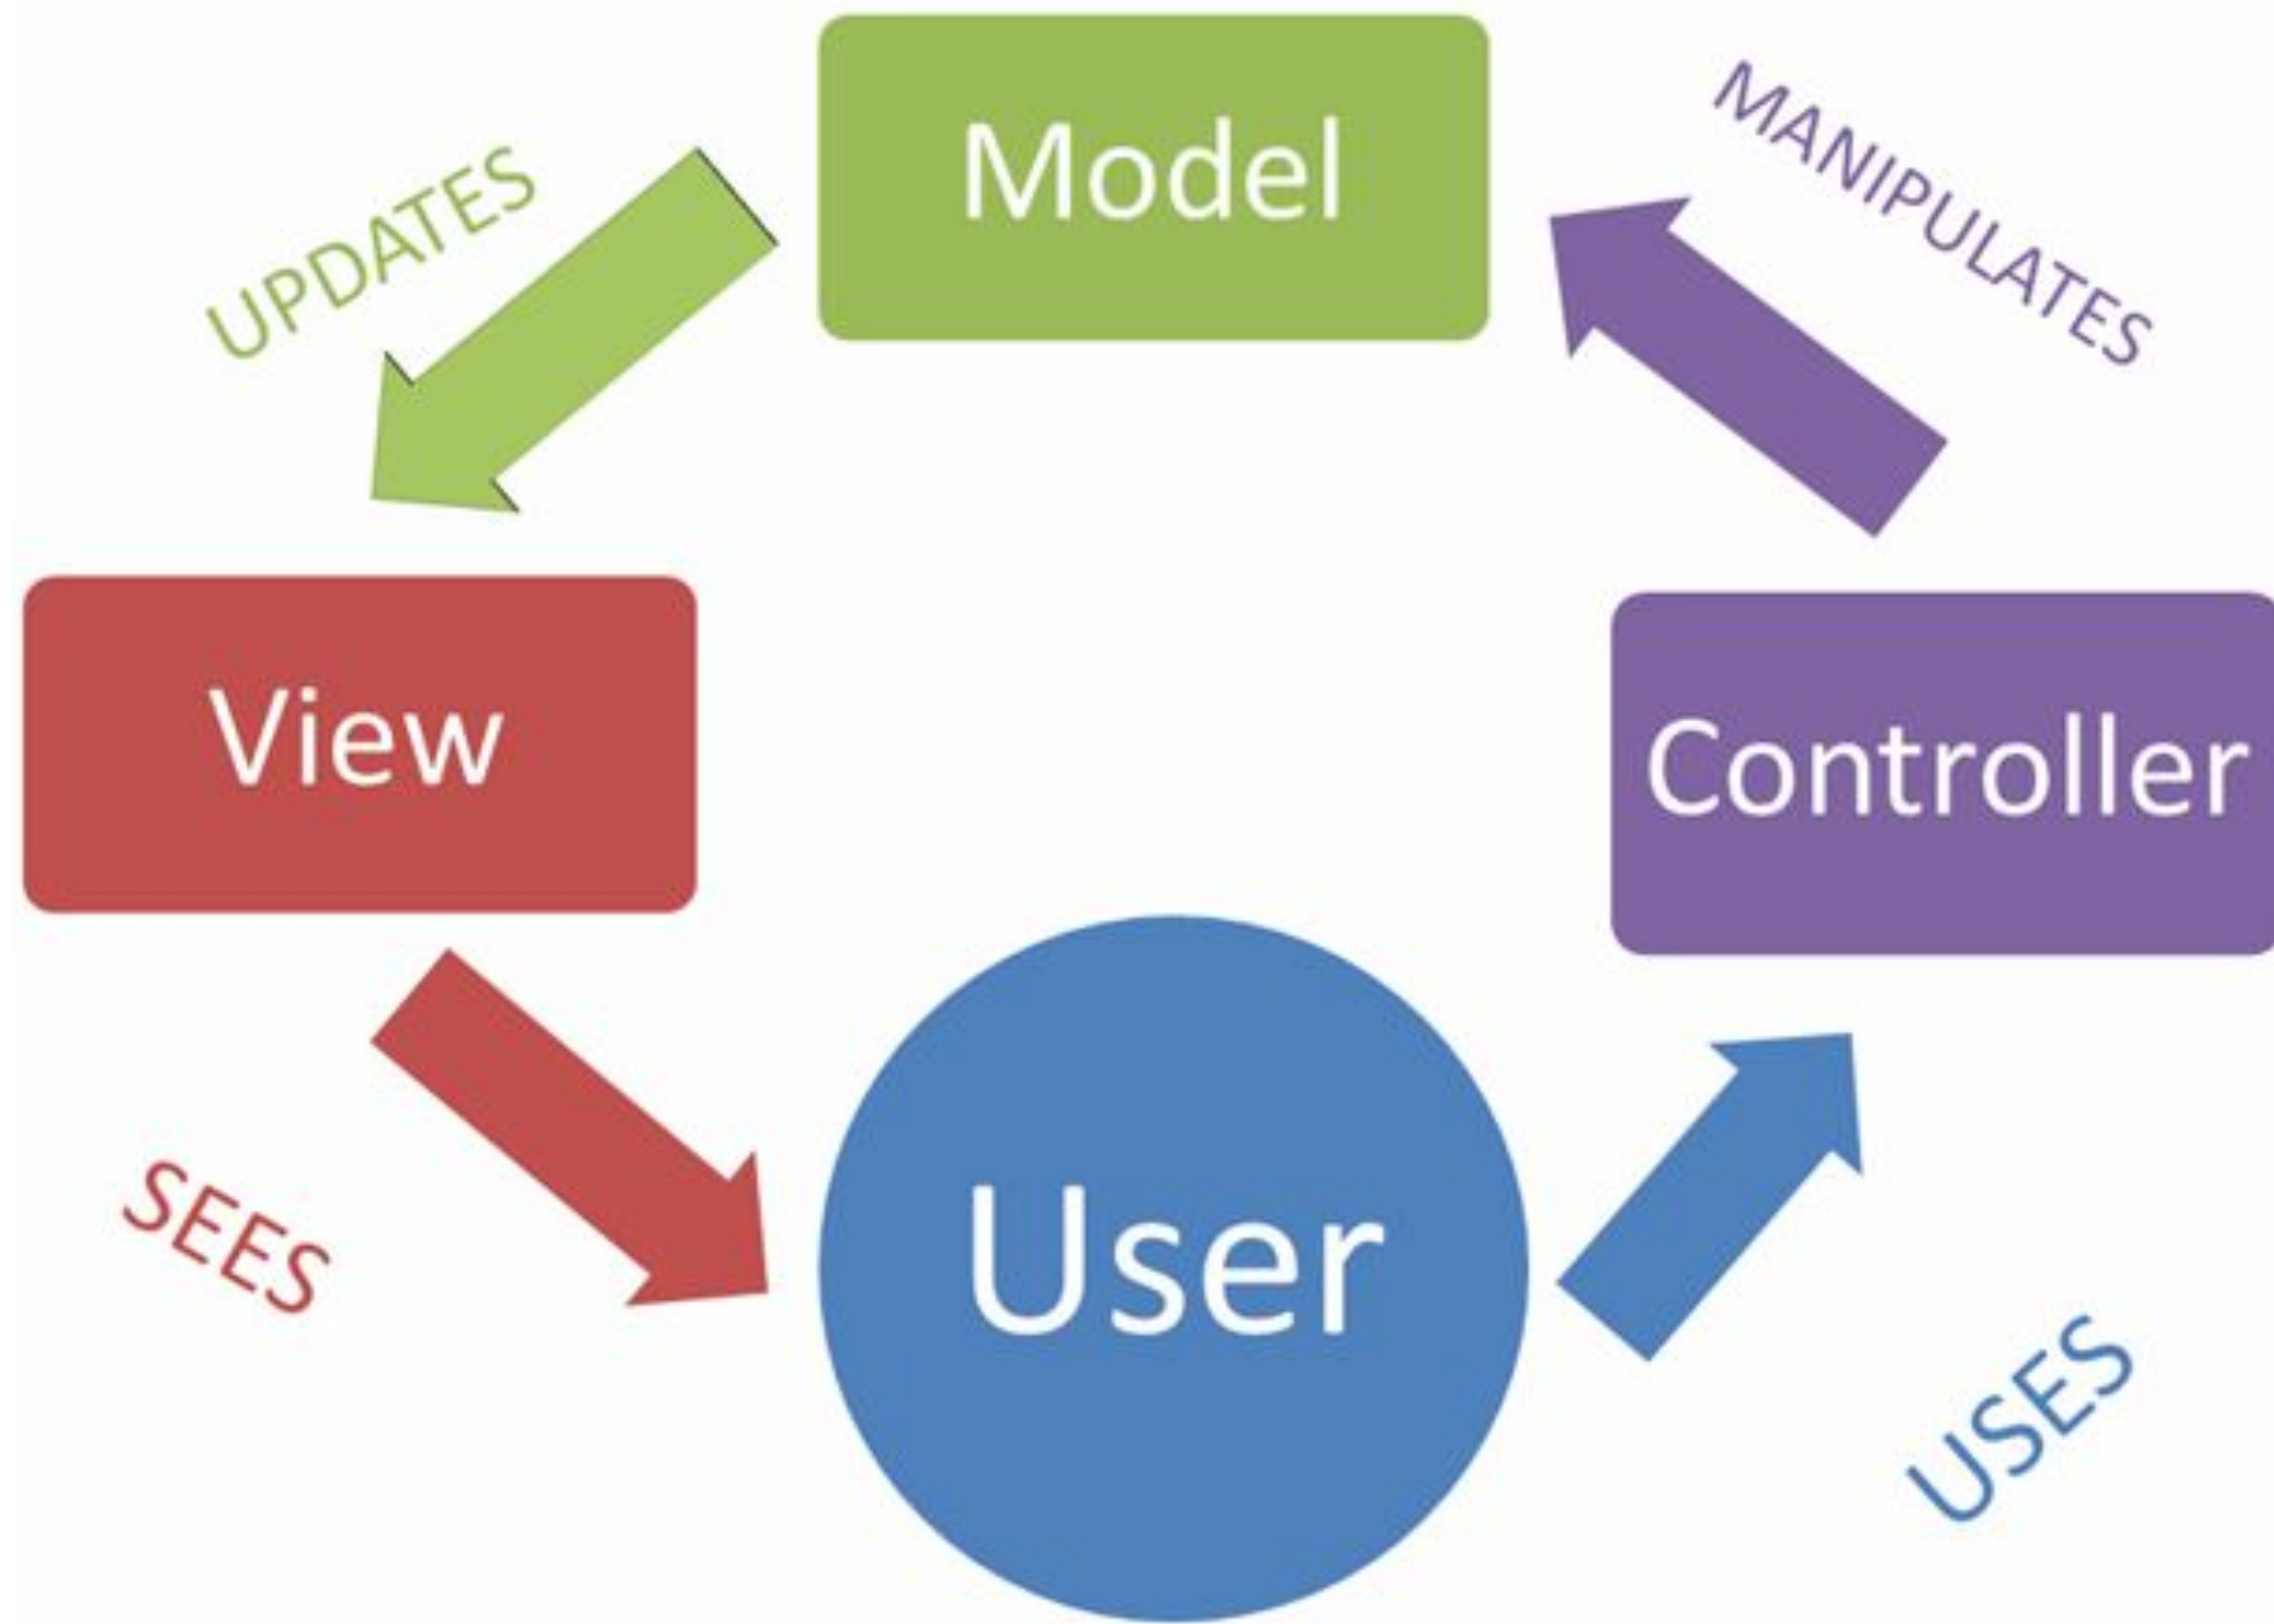 Model
MANIPULATES
UPDATES
View
Controller
SEES
User
USES